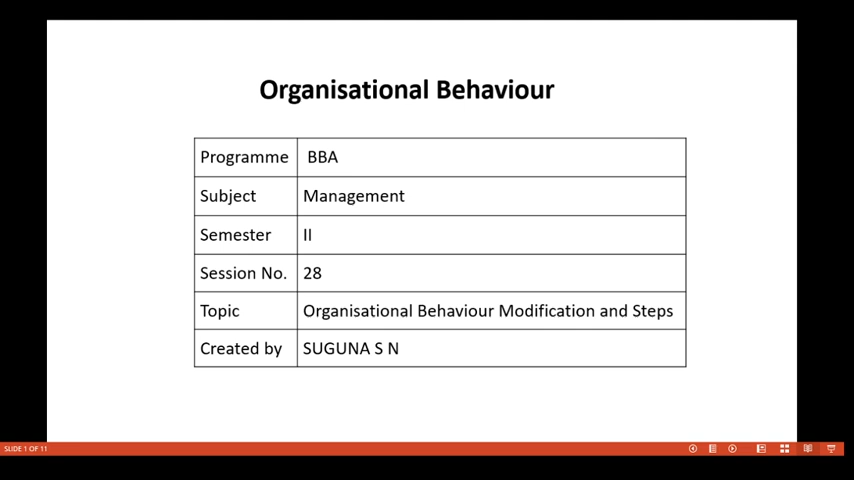 Organisational Behaviour
Programme BBA
Subject Management
Semester II
Session No. 28
Topic Organisational Behaviour Modification and Steps
Created by SUGUNA S N
SLIDE 1 OF 11